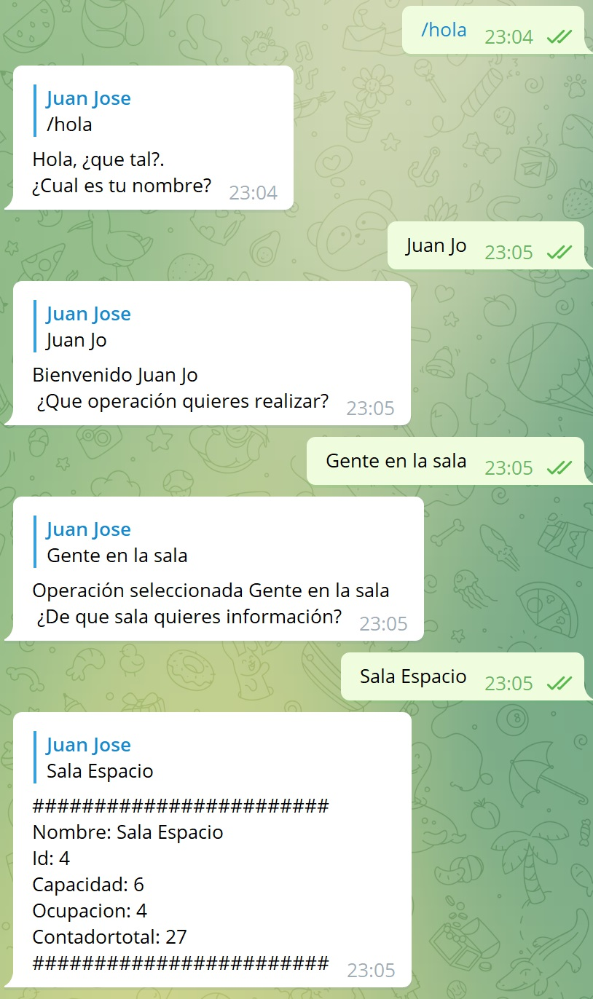 /hola 23:04
Juan Jose
/hola
Hola, ¿que tal?.
¿Cual es tu nombre? 23:04
Juan Jo 23:05
Juan Jose
Juan Jo
Bienvenido Juan Jo
¿Que operación quieres realizar? 23:05
Gente en la sala 23:05
Juan Jose
Gente en la sala
Operación seleccionada Gente en la sala
¿De que sala quieres información? 23:05
Sala Espacio 23:05
Juan Jose
Sala Espacio
########################
Nombre: Sala Espacio
Id: 4
Capacidad: 6
Ocupacion: 4
Contadortotal: 27
######################## 23:05